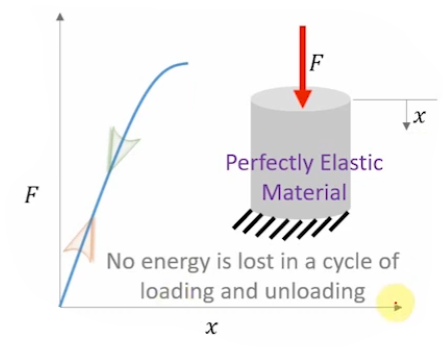 F
F
x
Perfectly Elastic
Material
No energy is lost in a cycle of
loading and unloading
x